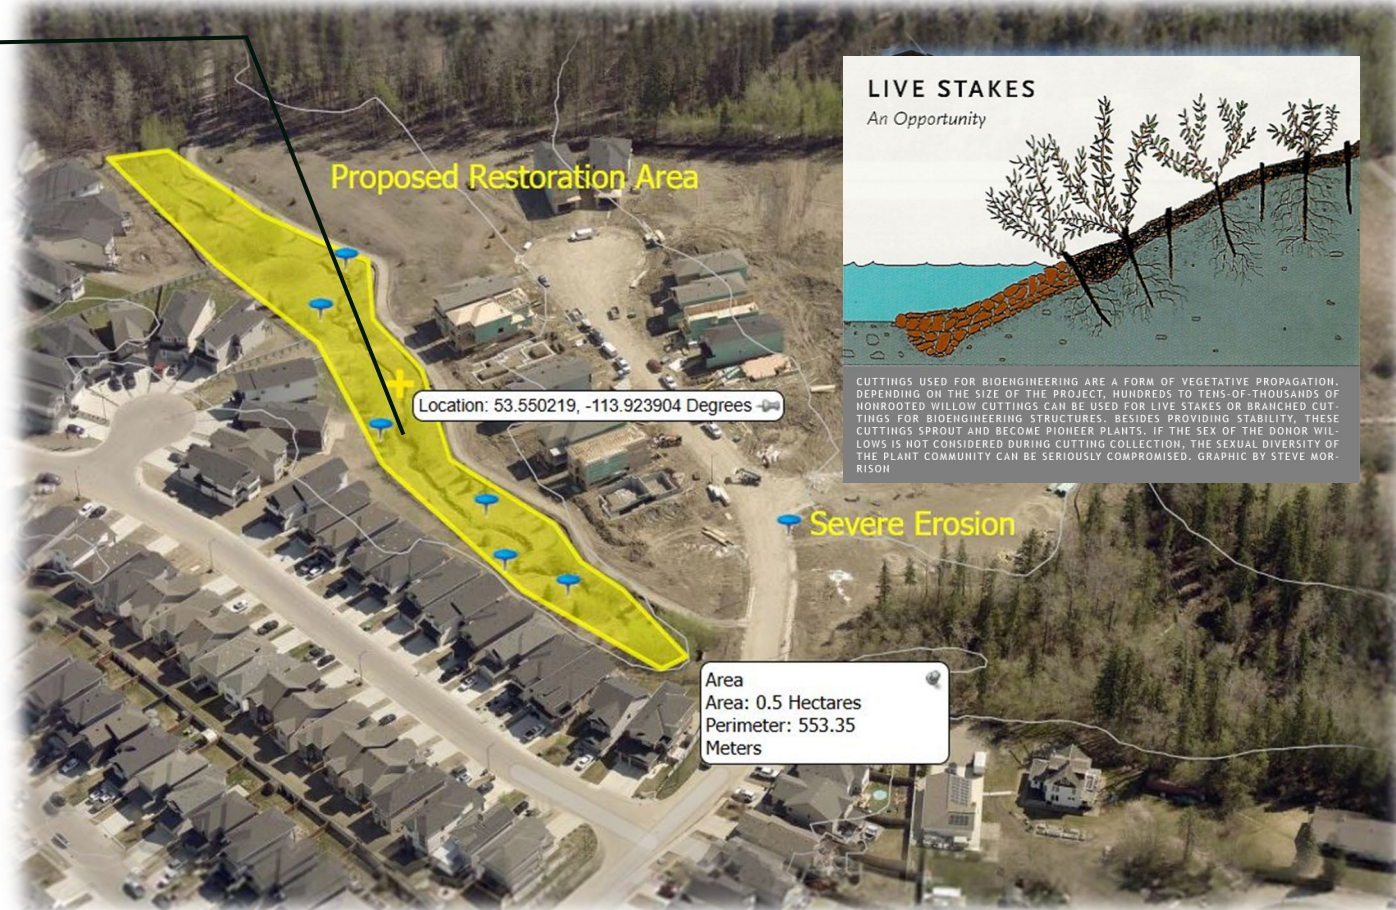 LIVE STAKES
An Opportunity
Proposed Restoration Area
CUTTINGS USED FOR BIOENGINEERING ARE A FORM OF VEGETATIVE PROPAGATION.
DEPENDING ON THE SIZE OF THE PROJECT, HUNDREDS TO TENS-OF-THOUSANDS OF
NONROOTED WILLOW CUTTINGS CAN BE USED FOR LIVE STAKES OR BRANCHED CUT-
TINGS FOR BIOENGINEERING STRUCTURES. BESIDES PROVIDING STABILITY, THESE
CUTTINGS SPROUT AND BECOME PIONEER PLANTS. IF THE SEX OF THE DONOR WIL-
LOWS IS NOT CONSIDERED DURING CUTTING COLLECTION, THE SEXUAL DIVERSITY OF
THE PLANT COMMUNITY CAN BE SERIOUSLY COMPROMISED. GRAPHIC BY STEVE MOR-
RISON
Location: 53.550219, -113.923904 Degrees
Severe Erosion
Area
Area: 0.5 Hectares
Perimeter: 553.35
Meters